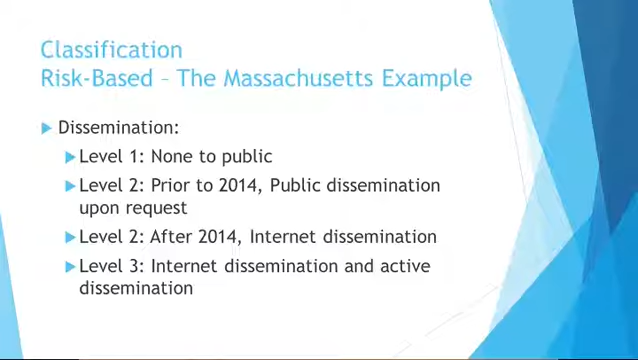 Classification
Risk-Based – The Massachusetts Example
Dissemination:
Level 1: None to public
Level 2: Prior to 2014, Public dissemination
upon request
Level 2: After 2014, Internet dissemination
Level 3: Internet dissemination and active
dissemination